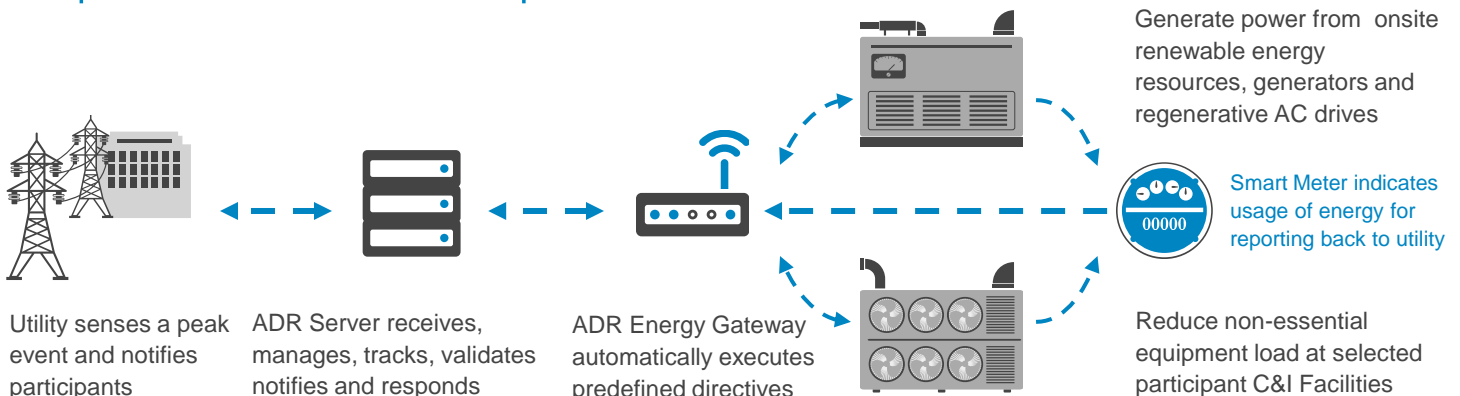 Generate power from onsite
renewable energy
resources, generators and
regenerative AC drives
Smart Meter indicates
usage of energy for
reporting back to utility
00000
Utility senses a peak
event and notifies
participants
ADR Server receives,
manages, tracks, validates
notifies and responds
ADR Energy Gateway
automatically executes
predefined directives
Reduce non-essential
equipment load at selected
participant C&I Facilities